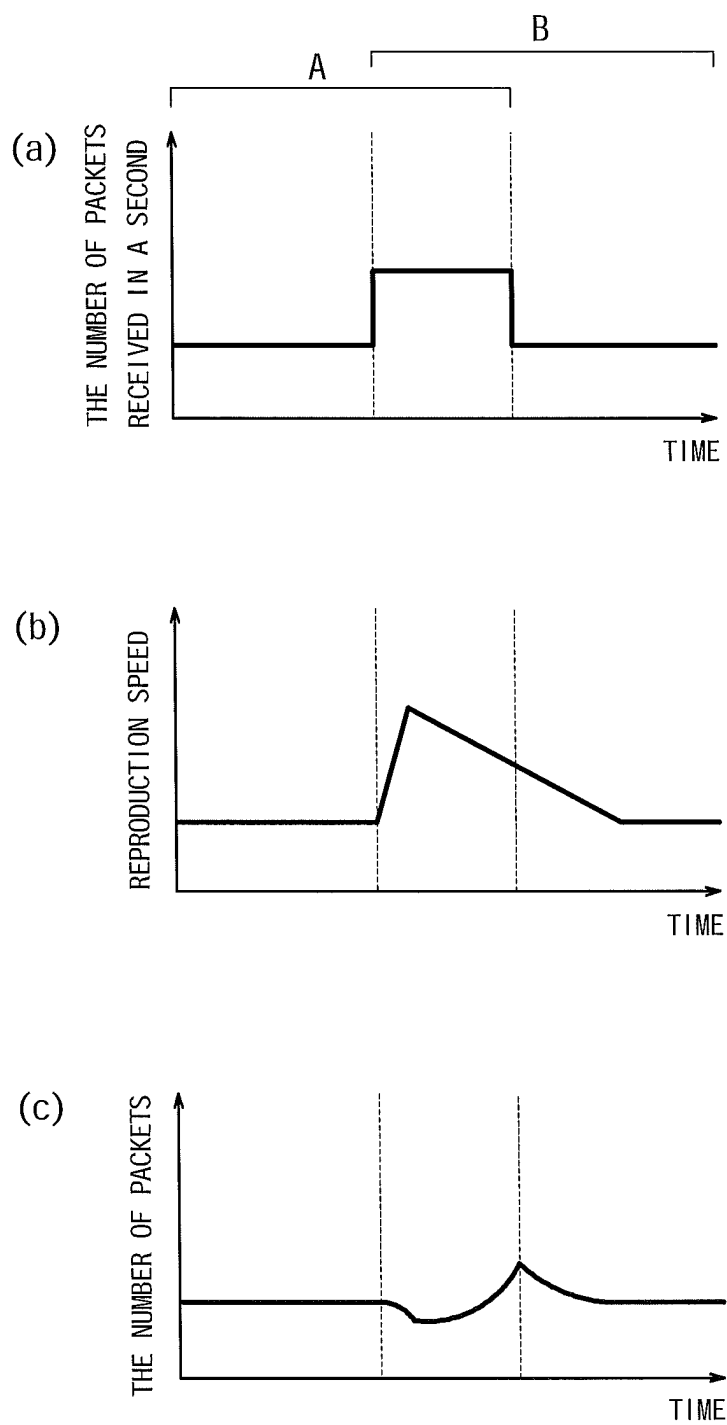 B
A
(a)
THE NUMBER OF PACKETS
RECEIVED IN A SECOND
TIME
(b)
REPRODUCTION SPEED
TIME
(c)
THE NUMBER OF PACKETS
TIME